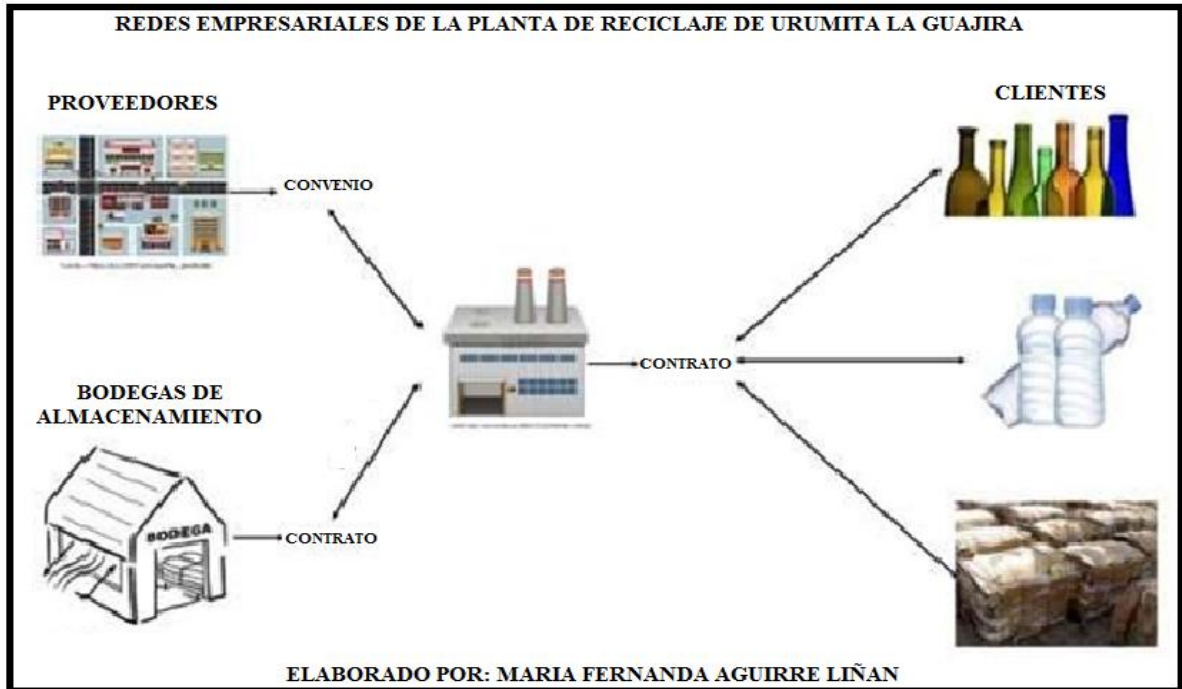 REDES EMPRESARIALES DE LA PLANTA DE RECICLAJE DE URUMITA LA GUAJIRA
PROVEEDORES
CLIENTES
CONVENIO
CONTRATO
BODEGAS DE
ALMACENAMIENTO
BODEGA
CONTRATO
ELABORADO POR: MARIA FERNANDA AGUIRRE LIÑAN